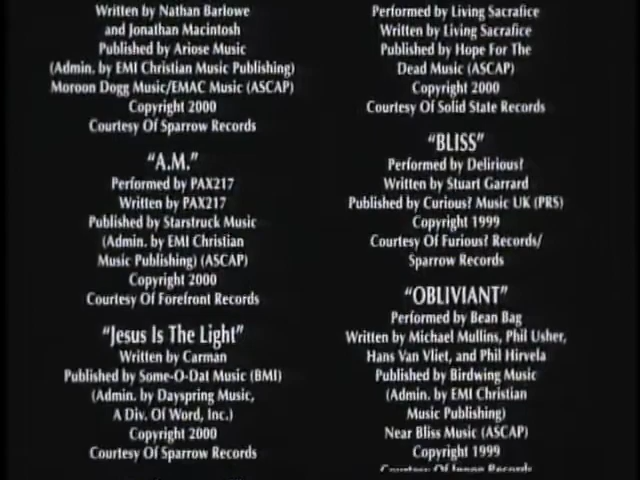 Written by Nathan Barlowe
and Jonathan Macintosh
Published by Ariose Music
(Admin. by EMI Christian Music Publishing)
Moroon Dogg Music/EMAC Music (ASCAP)
Copyright 2000
Courtesy Of Sparrow Records
"A.M."
Performed by PAX217
Written by PAX217
Published by Starstruck Music
(Admin. by EMI Christian
Music Publishing) (ASCAP)
Copyright 2000
Courtesy Of Forefront Records
"Jesus Is The Light"
Written by Carman
Published by Some-O-Dat Music (BMI)
(Admin. by Dayspring Music,
A Div. Of Word, Inc.)
Copyright 2000
Courtesy Of Sparrow Records
Performed by Living Sacrafice
Written by Living Sacrafice
Published by Hope For The
Dead Music (ASCAP)
Copyright 2000
Courtesy Of Solid State Records
"BLISS"
Performed by Delirious?
Written by Stuart Garrard
Published by Curious? Music UK (PRS)
Copyright 1999
Courtesy Of Furious? Records/
Sparrow Records
"OBLIVIANT"
Performed by Bean Bag
Written by Michael Mullins, Phil Usher,
Hans Van Vliet, and Phil Hirvela
Published by Birdwing Music
(Admin. by EMI Christian
Music Publishing)
Near Bliss Music (ASCAP)
Copyright 1999
Courtesy Of Records